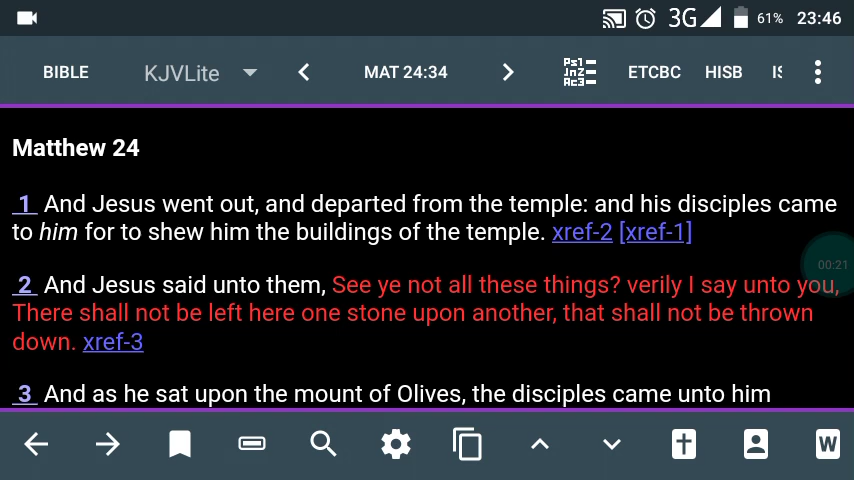 3G 61% 23:46
BIBLE KJVLite MAT 24:34 Ps1 JnZ Ac3 ETCBC HISB
Matthew 24
1 And Jesus went out, and departed from the temple: and his disciples came
to him for to shew him the buildings of the temple. xref-2 [xref-1]
00:21
2 And Jesus said unto them, See ye not all these things? verily I say unto you,
There shall not be left here one stone upon another, that shall not be thrown
down. xref-3
3 And as he sat upon the mount of Olives, the disciples came unto him
W